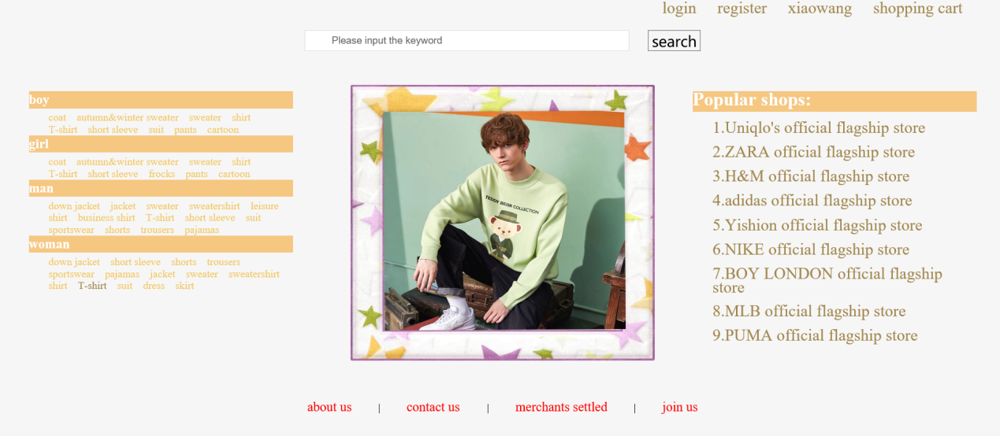 login register xiaowang shopping cart
Please input the keyword
search
boy
coat autumn&winter sweater sweater shirt
T-shirt short sleeve suit pants cartoon
girl
coat autumn&winter sweater sweater shirt
T-shirt short sleeve frocks pants cartoon
man
down jacket jacket sweater sweatershirt leisure
shirt business shirt T-shirt short sleeve suit
sportswear shorts trousers pajamas
woman
down jacket short sleeve shorts trousers
sportswear pajamas jacket sweater sweatershirt
shirt T-shirt suit dress skirt
TEDDY BEAR COLLECTION
Popular shops:
1.Uniqlo's official flagship store
2.ZARA official flagship store
3.H&M official flagship store
4.adidas official flagship store
5.Yishion official flagship store
6.NIKE official flagship store
7.BOY LONDON official flagship
store
8.MLB official flagship store
9.PUMA official flagship store
about us | contact us | merchants settled | join us